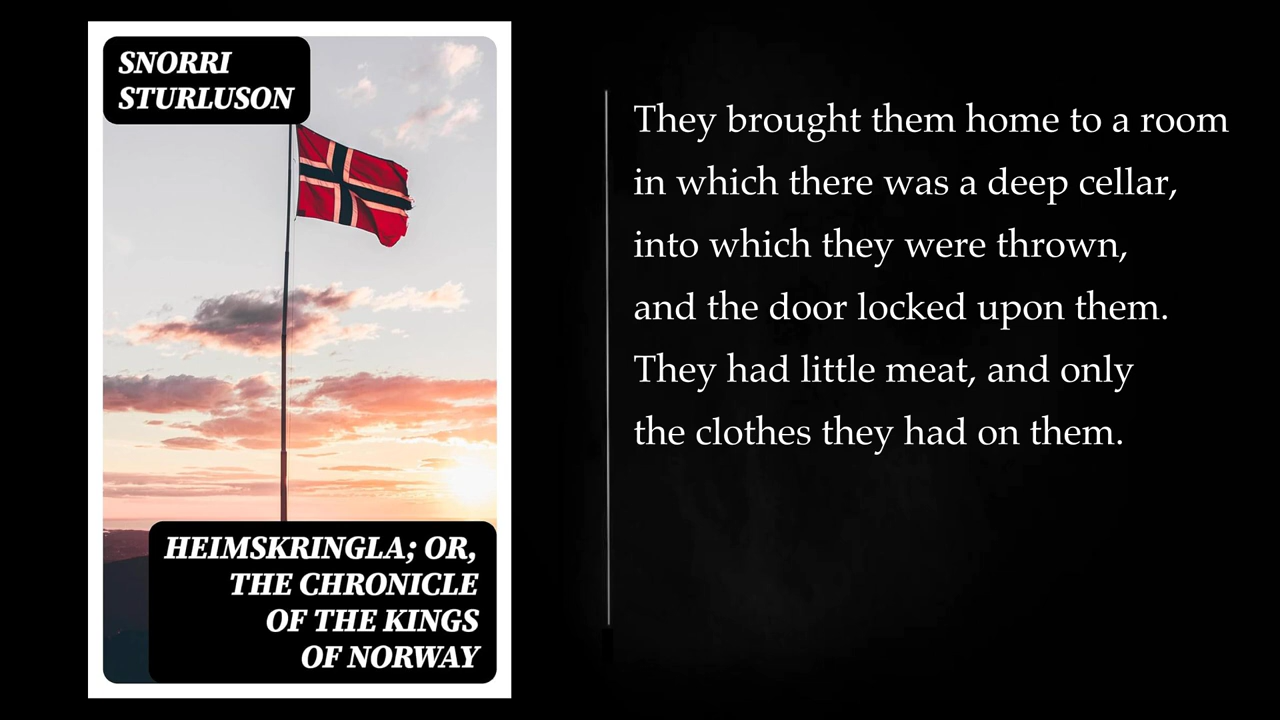 SNORRI
STURLUSON
HEIMSKRINGLA; OR,
THE CHRONICLE
OF THE KINGS
OF NORWAY
They brought them home to a room
in which there was a deep cellar,
into which they were thrown,
and the door locked upon them.
They had little meat, and only
the clothes they had on them.